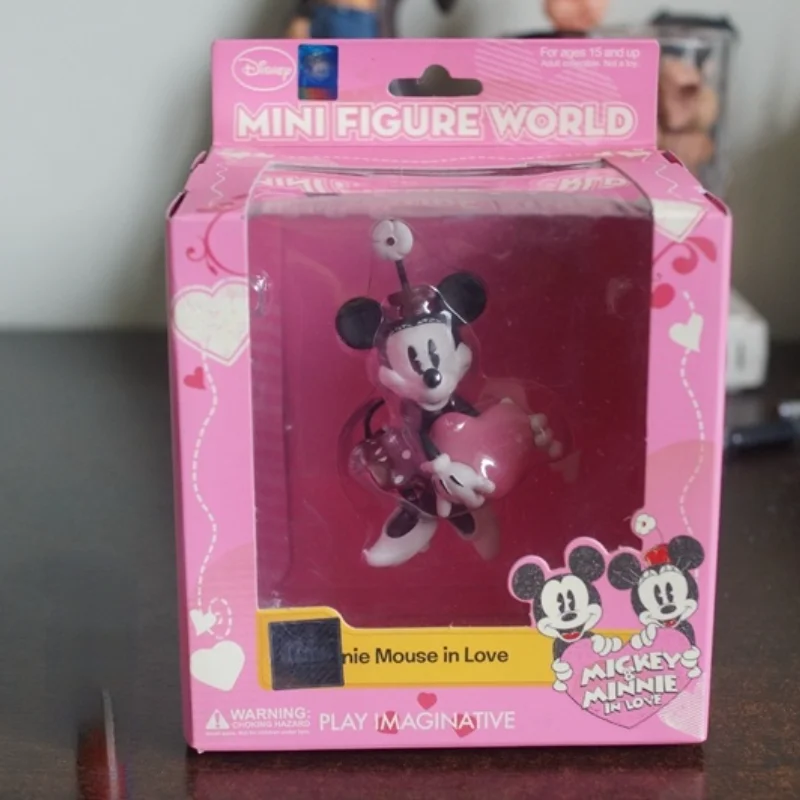 Disney
For ages 15 and up
Adult collectible. Not a toy.
MINI FIGURE WORLD
nie Mouse in Love
MICKEY
&
MINNIE
IN LOVE
WARNING:
CHOKING HAZARD
PLAY IMAGINATIVE